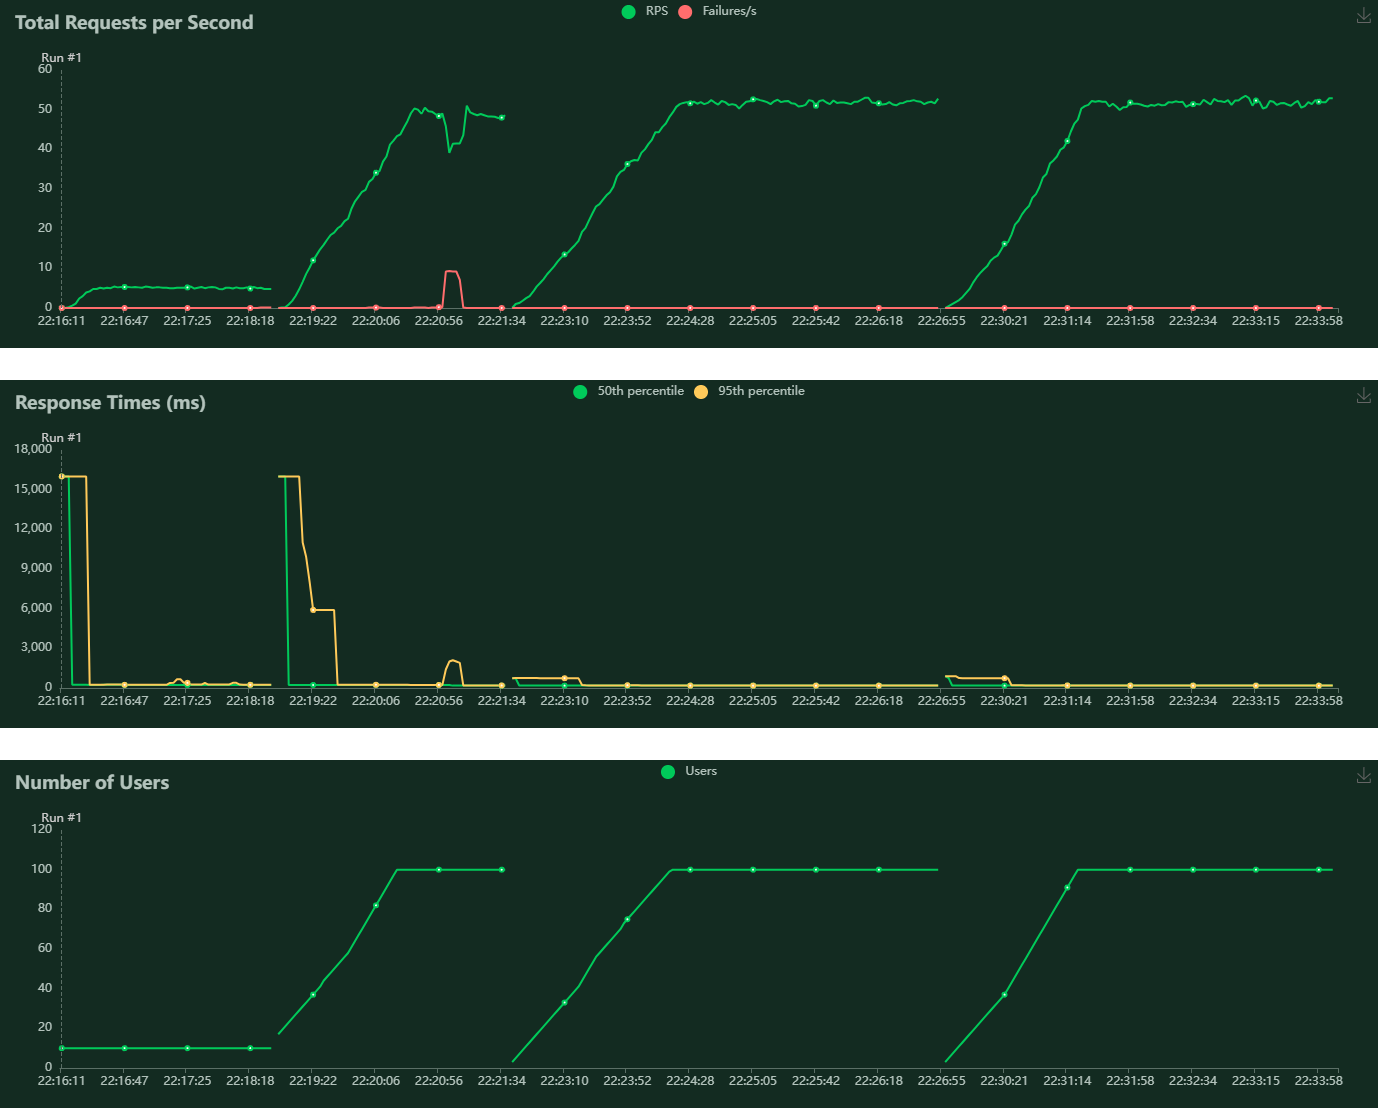 Total Requests per Second
RPS Failures/s
Run #1
60
50
40
30
20
10
0
22:16:11 22:16:47 22:17:25 22:18:18 22:19:22 22:20:06 22:20:56 22:21:34 22:23:10 22:23:52 22:24:28 22:25:05 22:25:42 22:26:18 22:26:55 22:30:21 22:31:14 22:31:58 22:32:34 22:33:15 22:33:58
Response Times (ms)
50th percentile 95th percentile
Run #1
18,000
15,000
12,000
9,000
6,000
3,000
0
22:16:11 22:16:47 22:17:25 22:18:18 22:19:22 22:20:06 22:20:56 22:21:34 22:23:10 22:23:52 22:24:28 22:25:05 22:25:42 22:26:18 22:26:55 22:30:21 22:31:14 22:31:58 22:32:34 22:33:15 22:33:58
Number of Users
Users
Run #1
120
100
80
60
40
20
0
22:16:11 22:16:47 22:17:25 22:18:18 22:19:22 22:20:06 22:20:56 22:21:34 22:23:10 22:23:52 22:24:28 22:25:05 22:25:42 22:26:18 22:26:55 22:30:21 22:31:14 22:31:58 22:32:34 22:33:15 22:33:58